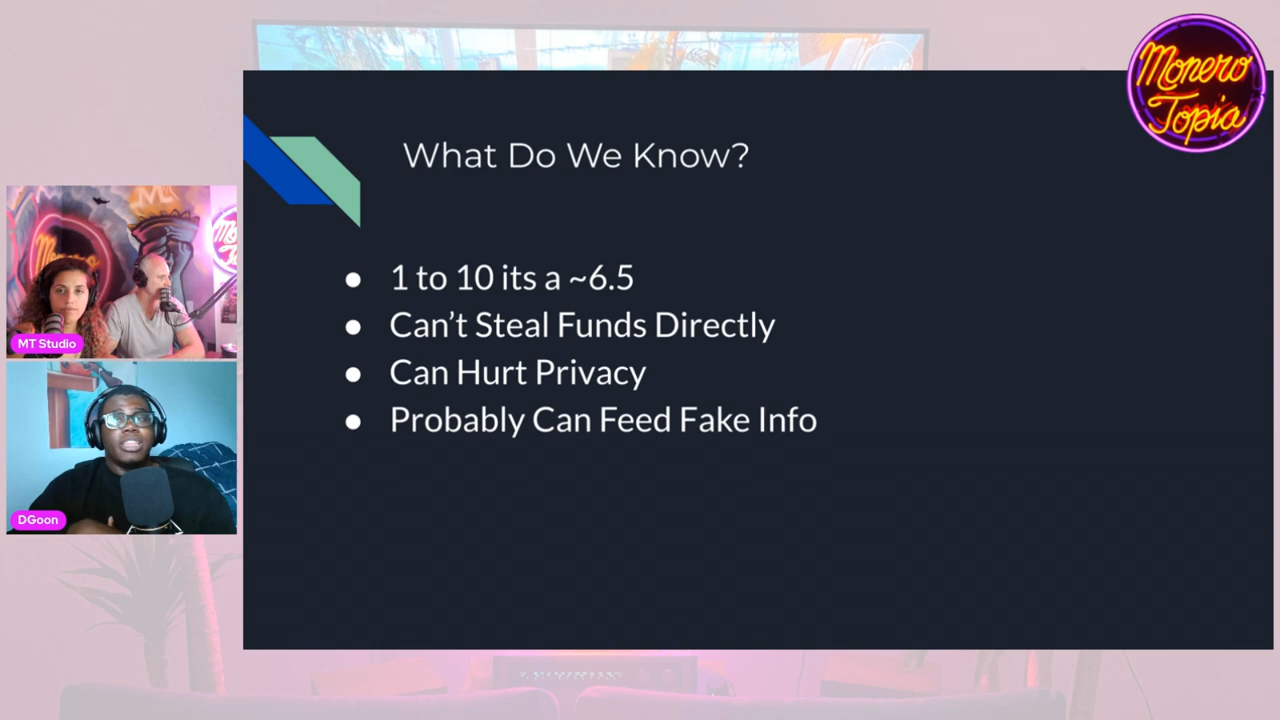 Monero
Topia
What Do We Know?
● 1 to 10 its a ~6.5
● Can’t Steal Funds Directly
● Can Hurt Privacy
● Probably Can Feed Fake Info
Monero
MT Studio
DGoon